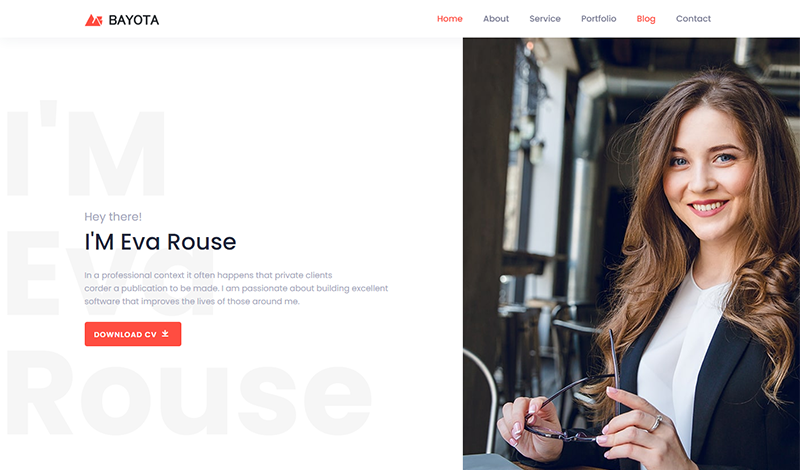 BAYOTA
Home About Service Portfolio Blog Contact
I'M
Eva
Rouse
Hey there!
I'M Eva Rouse
In a professional context it often happens that private clients
corder a publication to be made. I am passionate about building excellent
software that improves the lives of those around me.
DOWNLOAD CV